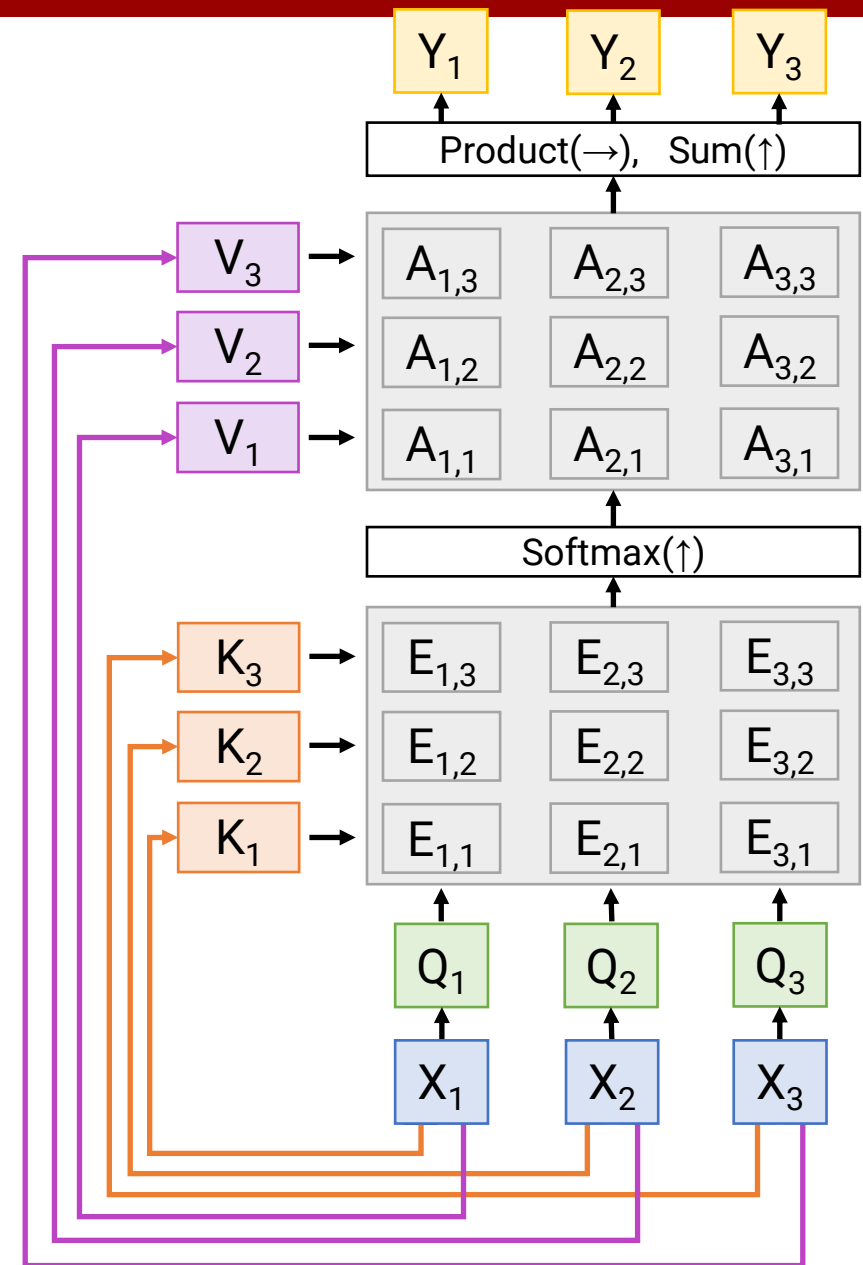 Y1 Y2 Y3
Product(→), Sum(↑)
V3 A1,3 A2,3 A3,3
V2 A1,2 A2,2 A3,2
V1 A1,1 A2,1 A3,1
Softmax(↑)
K3 E1,3 E2,3 E3,3
K2 E1,2 E2,2 E3,2
K1 E1,1 E2,1 E3,1
Q1 Q2 Q3
X1 X2 X3